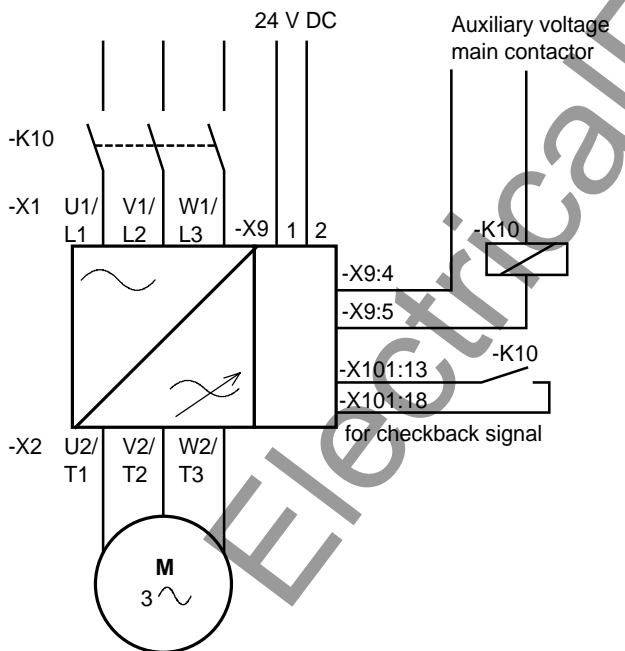 24 V DC
Auxiliary voltage
main contactor
-K10
-X1 U1/ V1/ W1/ -X9 1 2
L1 L2 L3
-K10
-X9:4
-X9:5
-K10
-X101:13
-X101:18
for checkback signal
-X2 U2/ V2/ W2/
T1 T2 T3
M
3
Electrical